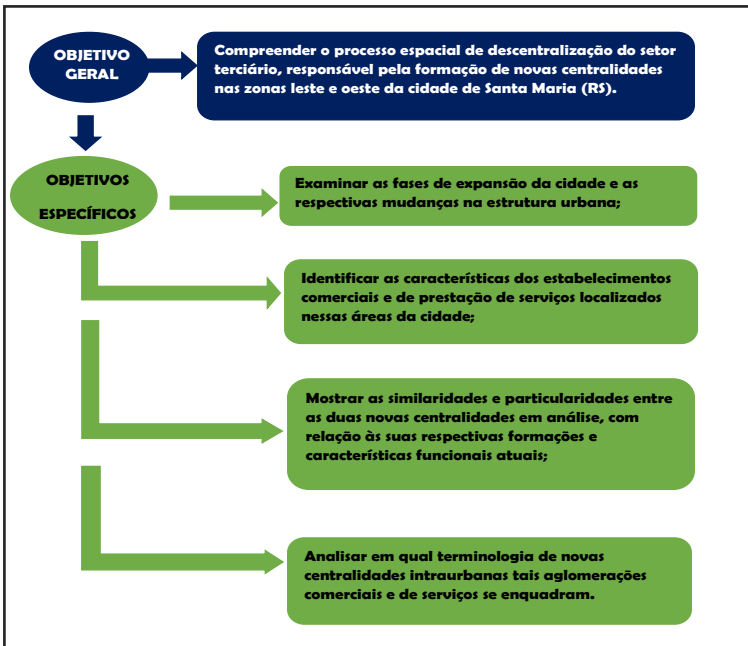 OBJETIVO
GERAL
Compreender o processo espacial de descentralização do setor
terciário, responsável pela formação de novas centralidades
nas zonas leste e oeste da cidade de Santa Maria (RS).
OBJETIVOS
ESPECÍFICOS
Examinar as fases de expansão da cidade e as
respectivas mudanças na estrutura urbana;
Identificar as características dos estabelecimentos
comerciais e de prestação de serviços localizados
nessas áreas da cidade;
Mostrar as similaridades e particularidades entre
as duas novas centralidades em análise, com
relação às suas respectivas formações e
características funcionais atuais;
Analisar em qual terminologia de novas
centralidades intraurbanas tais aglomerações
comerciais e de serviços se enquadram.